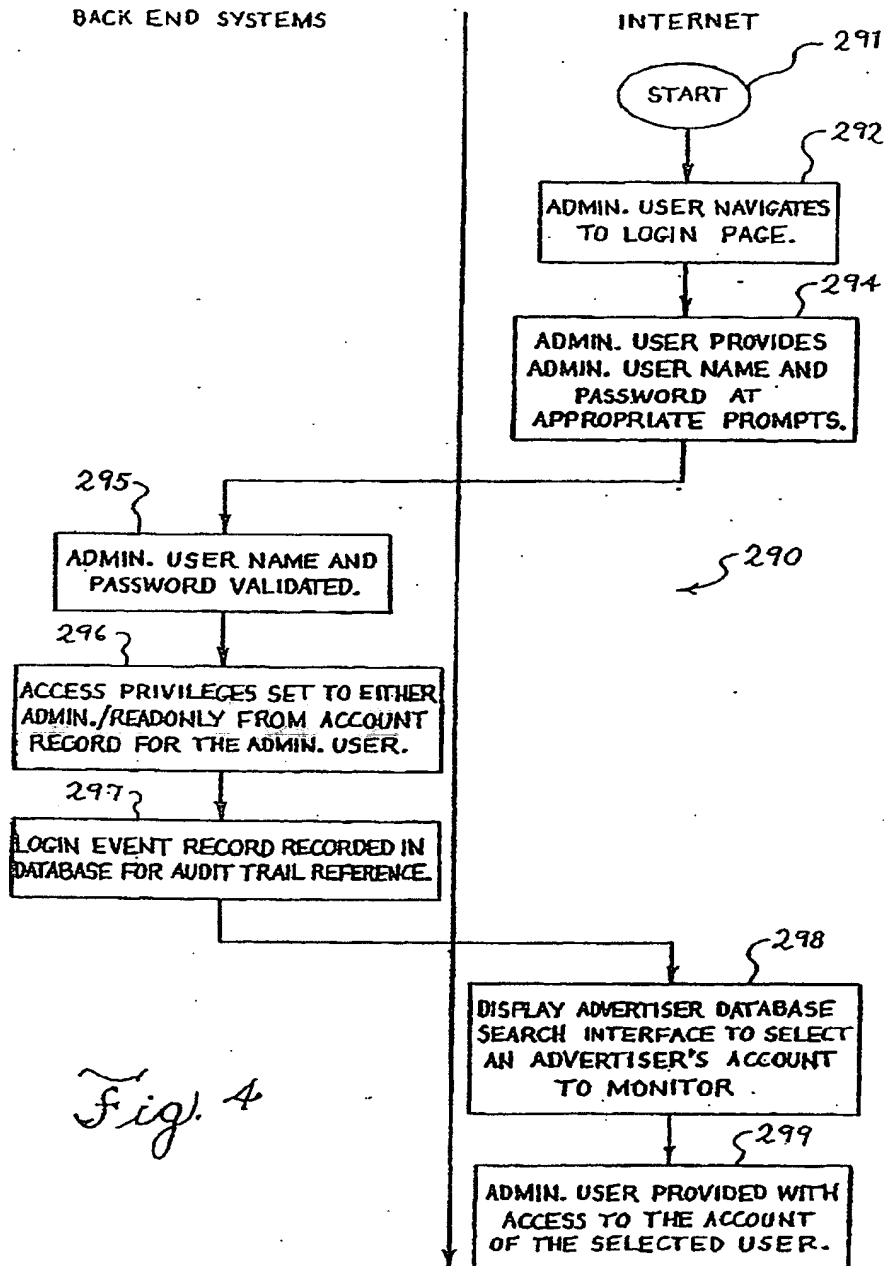 BACK END SYSTEMS
INTERNET
291
START
292
ADMIN. USER NAVIGATES
TO LOGIN PAGE.
294
ADMIN. USER PROVIDES
ADMIN. USER NAME AND
PASSWORD AT
APPROPRIATE PROMPTS.
295
ADMIN. USER NAME AND
PASSWORD VALIDATED.
290
296
ACCESS PRIVILEGES SET TO EITHER
ADMIN./READONLY FROM ACCOUNT
RECORD FOR THE ADMIN. USER.
297
LOGIN EVENT RECORD RECORDED IN
DATABASE FOR AUDIT TRAIL REFERENCE.
298
DISPLAY ADVERTISER DATABASE
SEARCH INTERFACE TO SELECT
AN ADVERTISER'S ACCOUNT
TO MONITOR
Fig. 4
299
ADMIN. USER PROVIDED WITH
ACCESS TO THE ACCOUNT
OF THE SELECTED USER.